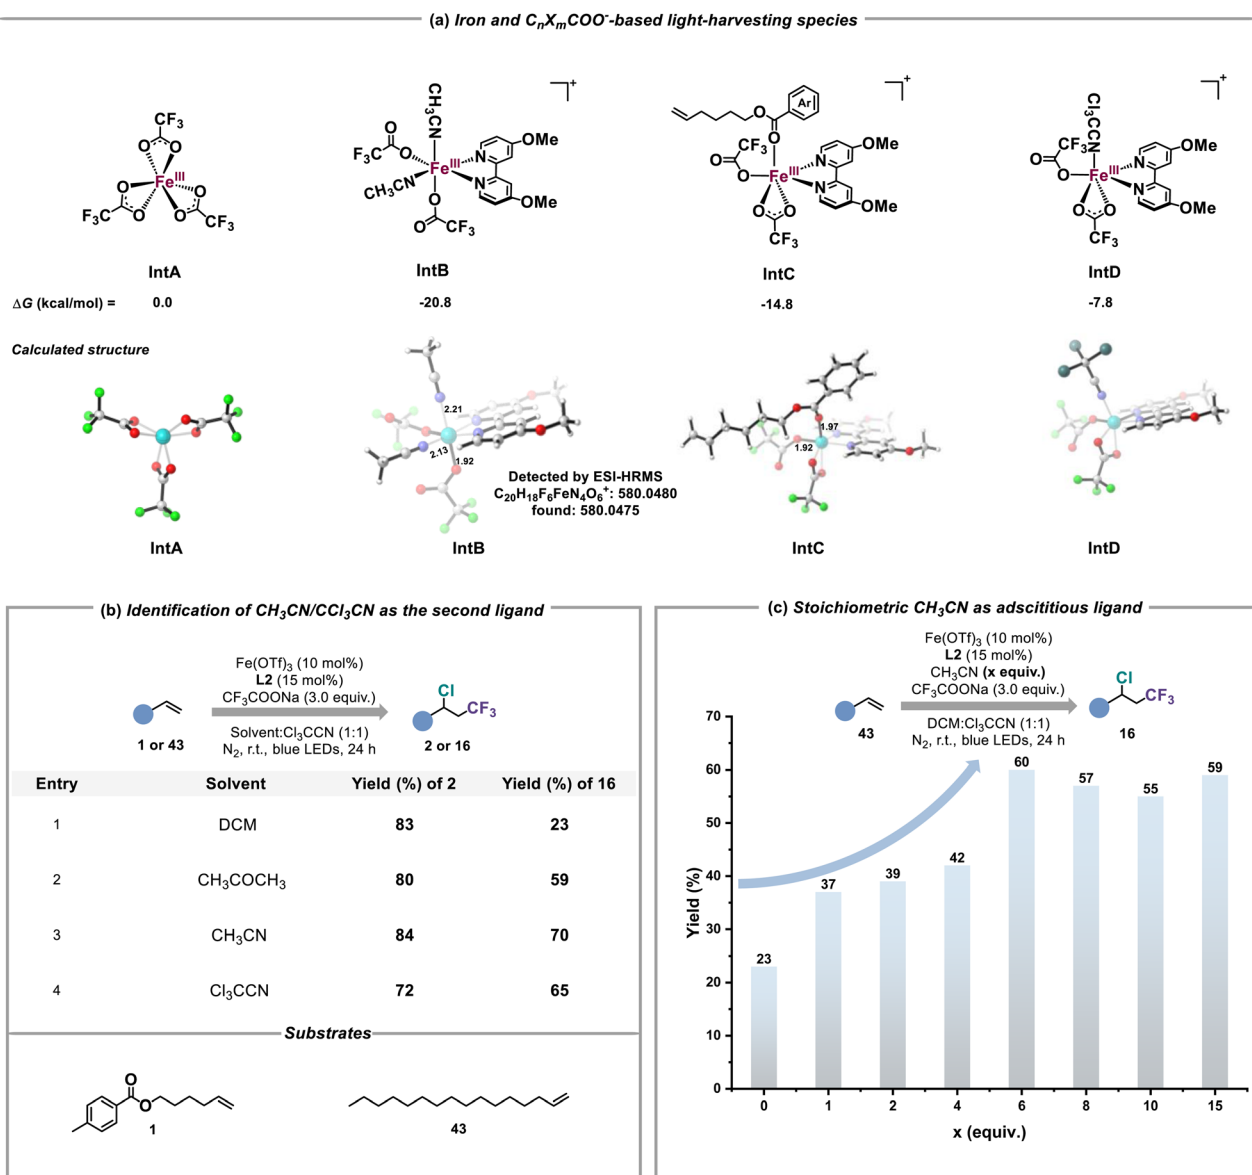 (a) Iron and CₙXₘCOO⁻-based light-harvesting species
CF₃
O
O
O
O
O
O
Fe^III
F₃C
CF₃
CH₃CN
O
F₃C
O
Fe^III
CH₃CN
N
N
OMe
OMe
O
O
CF₃
⁺
O
Ar
O
CF₃
O
O
Fe^III
N
N
OMe
OMe
O
O
CF₃
⁺
Cl₃CCN
CF₃
O
O
Fe^III
N
N
OMe
OMe
O
O
CF₃
⁺
IntA
IntB
IntC
IntD
ΔG (kcal/mol) =
0.0
-20.8
-14.8
-7.8
Calculated structure
2.21
2.13
1.92
Detected by ESI-HRMS
C₂₀H₁₈F₆FeN₄O₆⁺: 580.0480
found: 580.0475
1.97
1.92
IntA
IntB
IntC
IntD
(b) Identification of CH₃CN/CCl₃CN as the second ligand
Fe(OTf)₃ (10 mol%)
L2 (15 mol%)
CF₃COONa (3.0 equiv.)
Solvent:Cl₃CCN (1:1)
N₂, r.t., blue LEDs, 24 h
1 or 43
Cl
CF₃
2 or 16
Entry Solvent Yield (%) of 2 Yield (%) of 16
1 DCM 83 23
2 CH₃COCH₃ 80 59
3 CH₃CN 84 70
4 Cl₃CCN 72 65
Substrates
O
O
1
43
(c) Stoichiometric CH₃CN as adscititious ligand
Fe(OTf)₃ (10 mol%)
L2 (15 mol%)
CH₃CN (x equiv.)
CF₃COONa (3.0 equiv.)
DCM:Cl₃CCN (1:1)
N₂, r.t., blue LEDs, 24 h
43
Cl
CF₃
16
Yield (%)
70
60
50
40
30
20
10
0
23
37
39
42
60
57
55
59
0 1 2 4 6 8 10 15
x (equiv.)